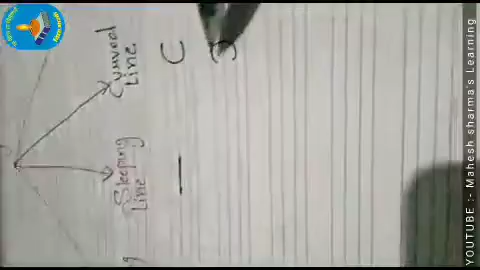 Curved
Line
C
Sleeping
Line
YOUTUBE :- Mahesh sharma's Learning